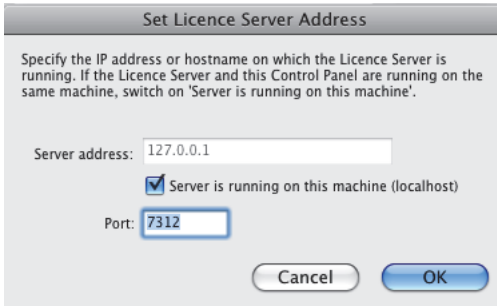 Set Licence Server Address
Specify the IP address or hostname on which the Licence Server is
running. If the Licence Server and this Control Panel are running on the
same machine, switch on 'Server is running on this machine'.
Server address: 127.0.0.1
Server is running on this machine (localhost)
Port: 7312
Cancel OK